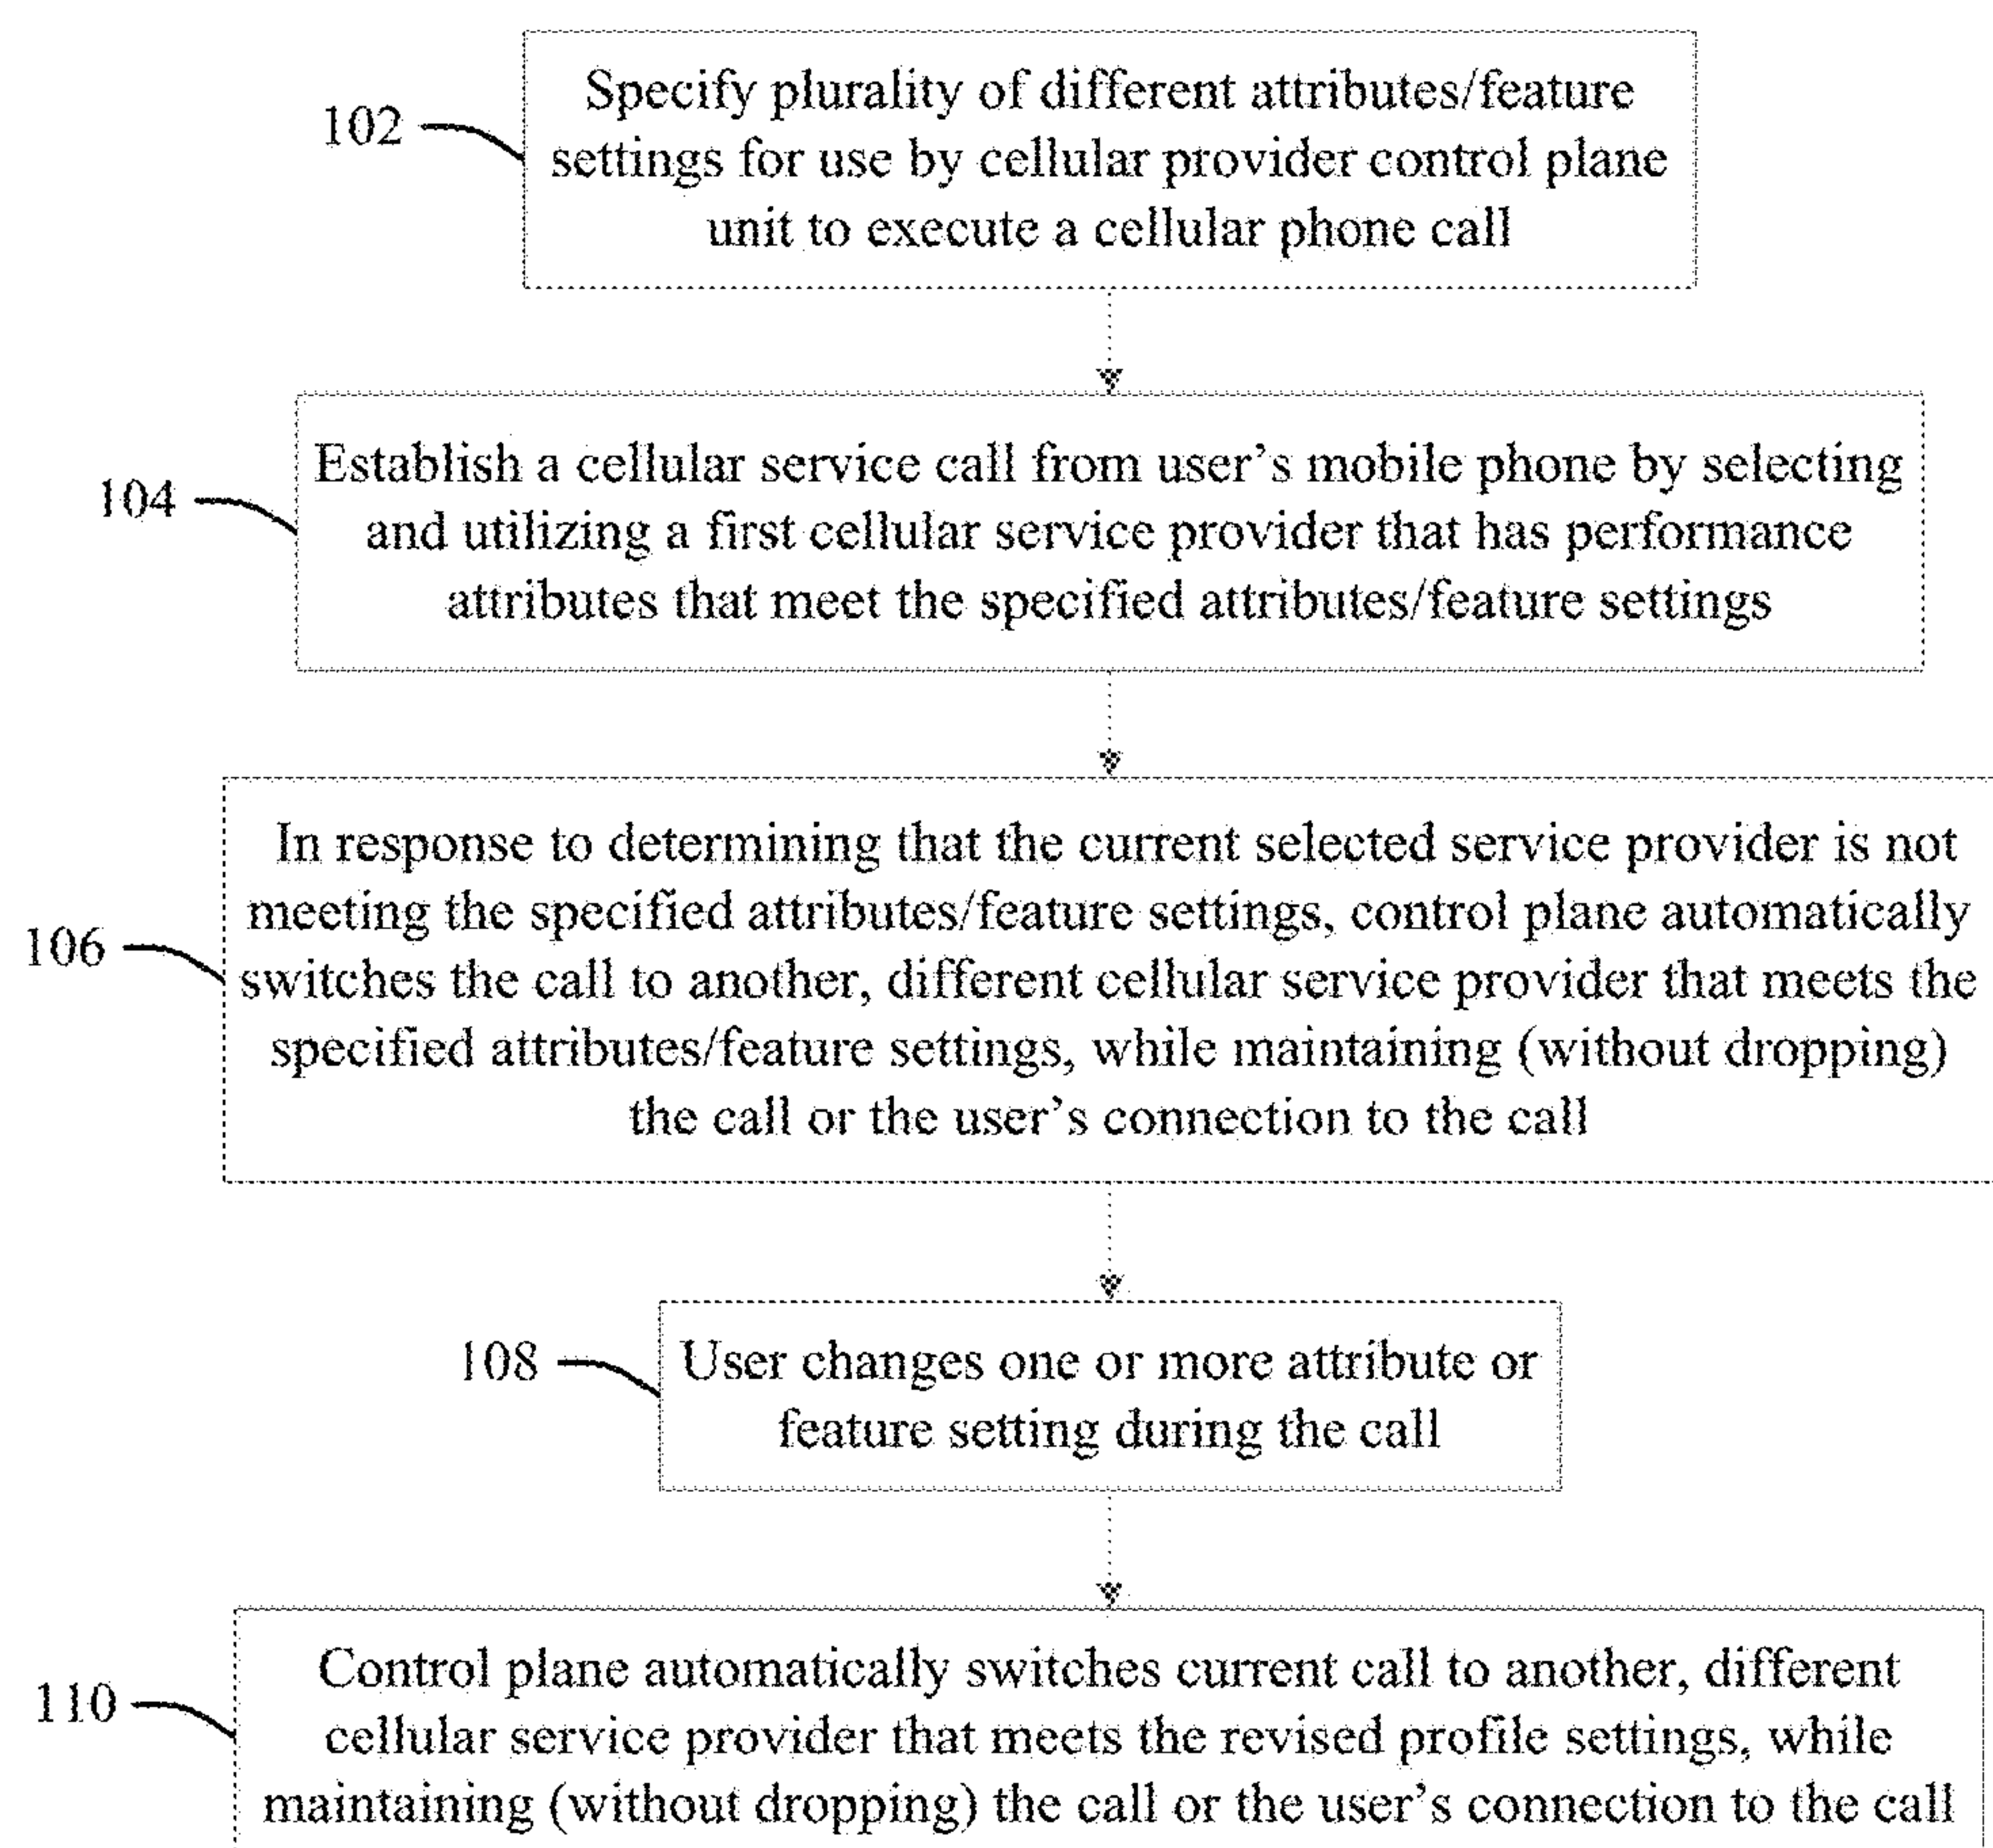 102
Specify plurality of different attributes/feature
settings for use by cellular provider control plane
unit to execute a cellular phone call
104
Establish a cellular service call from user's mobile phone by selecting
and utilizing a first cellular service provider that has performance
attributes that meet the specified attributes/feature settings
106
In response to determining that the current selected service provider is not
meeting the specified attributes/feature settings, control plane automatically
switches the call to another, different cellular service provider that meets the
specified attributes/feature settings, while maintaining (without dropping)
the call or the user's connection to the call
108
User changes one or more attribute or
feature setting during the call
110
Control plane automatically switches current call to another, different
cellular service provider that meets the revised profile settings, while
maintaining (without dropping) the call or the user's connection to the call